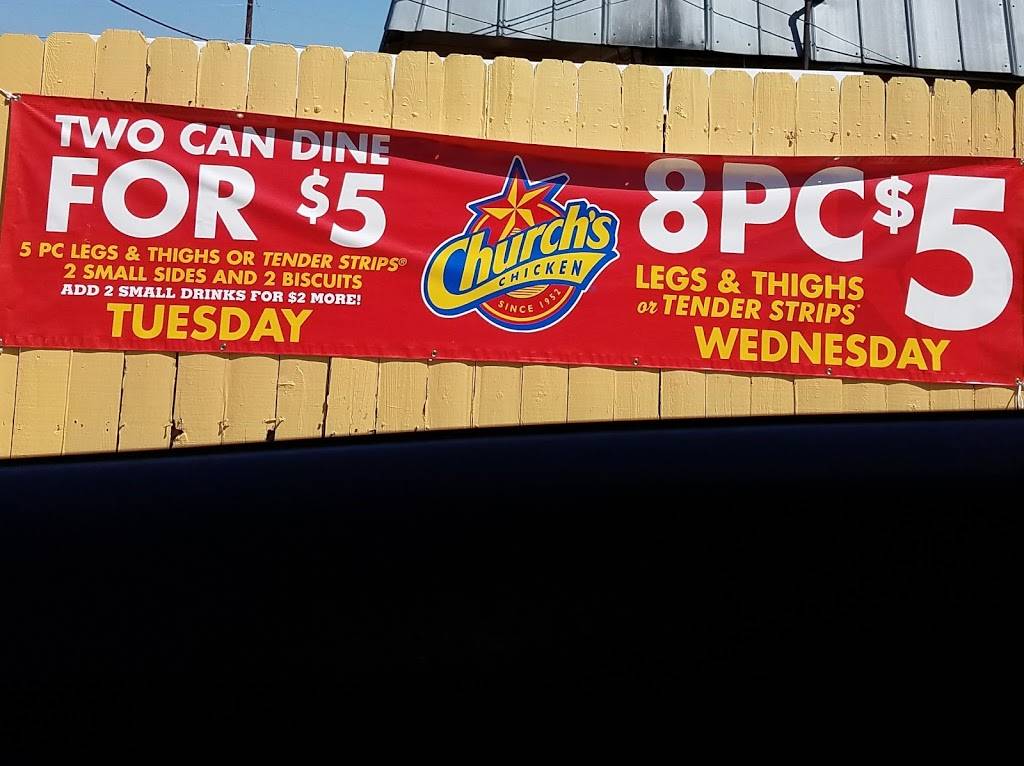 TWO CAN DINE
FOR $5
5 PC LEGS & THIGHS OR TENDER STRIPS®
2 SMALL SIDES AND 2 BISCUITS
ADD 2 SMALL DRINKS FOR $2 MORE!
TUESDAY
Church's
CHICKEN
SINCE 1952
8PC $5
LEGS & THIGHS
or TENDER STRIPS
WEDNESDAY